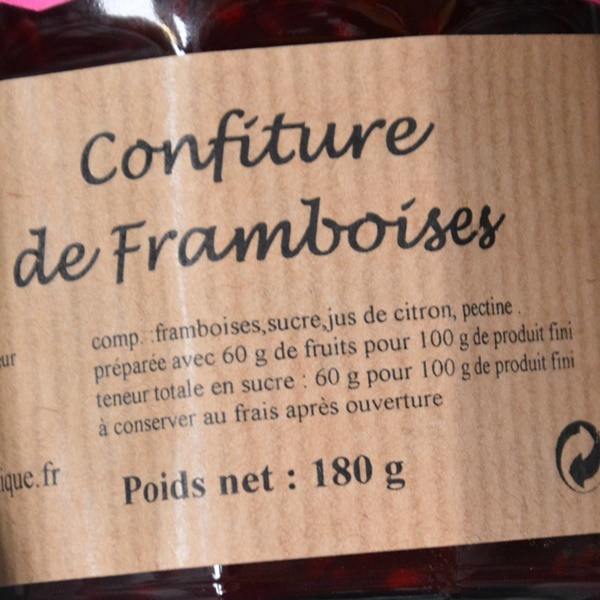 Confiture
de Framboises
comp. :framboises,sucre,jus de citron, pectine .
préparée avec 60 g de fruits pour 100 g de produit fini
teneur totale en sucre : 60 g pour 100 g de produit fini
à conserver au frais après ouverture
ique.fr
Poids net : 180 g